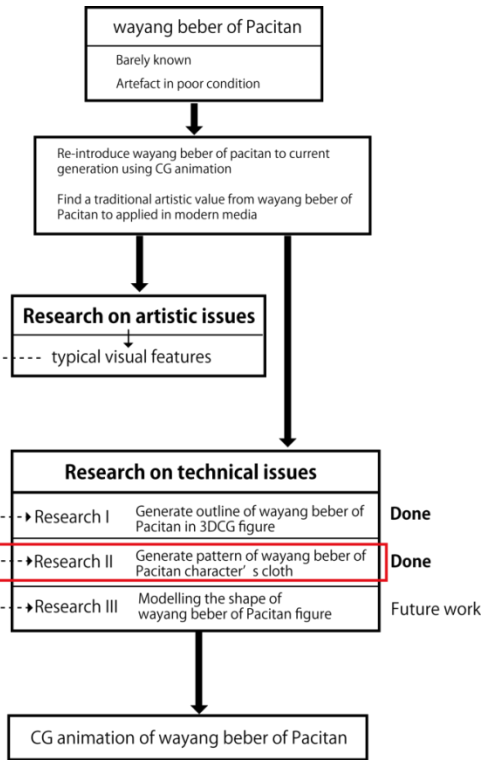 wayang beber of Pacitan
Barely known
Artefact in poor condition
Re-introduce wayang beber of pacitan to current
generation using CG animation
Find a traditional artistic value from wayang beber of
Pacitan to applied in modern media
Research on artistic issues
typical visual features
Research on technical issues
Research I
Generate outline of wayang beber of
Pacitan in 3DCG figure
Done
Research II
Generate pattern of wayang beber of
Pacitan character's cloth
Done
Research III
Modelling the shape of
wayang beber of Pacitan figure
Future work
CG animation of wayang beber of Pacitan